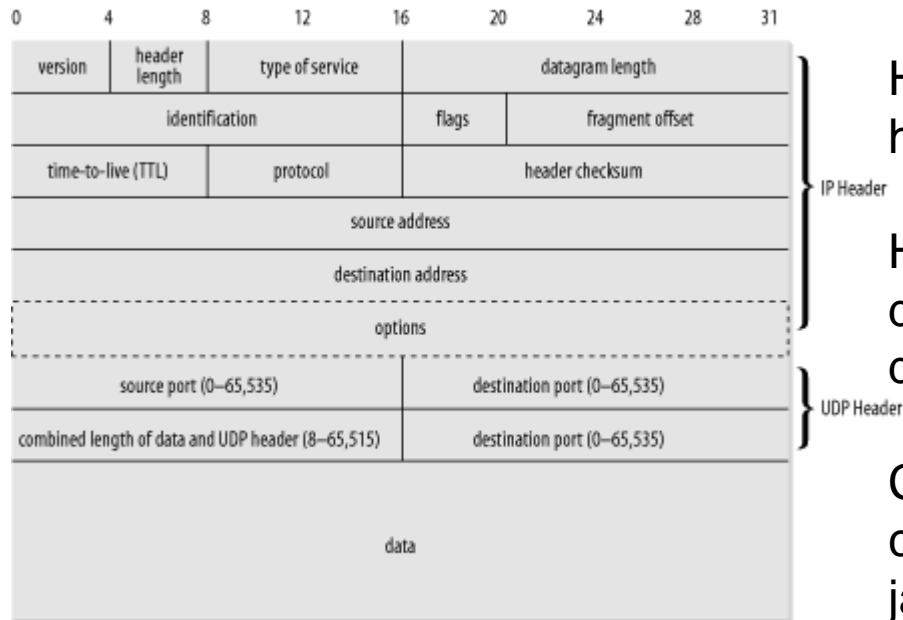 0 4 8 12 16 20 24 28 31
version header length type of service datagram length
identification flags fragment offset
time-to-live (TTL) protocol header checksum
source address
destination address
options
IP Header
source port (0–65,535) destination port (0–65,535)
combined length of data and UDP header (8–65,515) destination port (0–65,535)
UDP Header
data